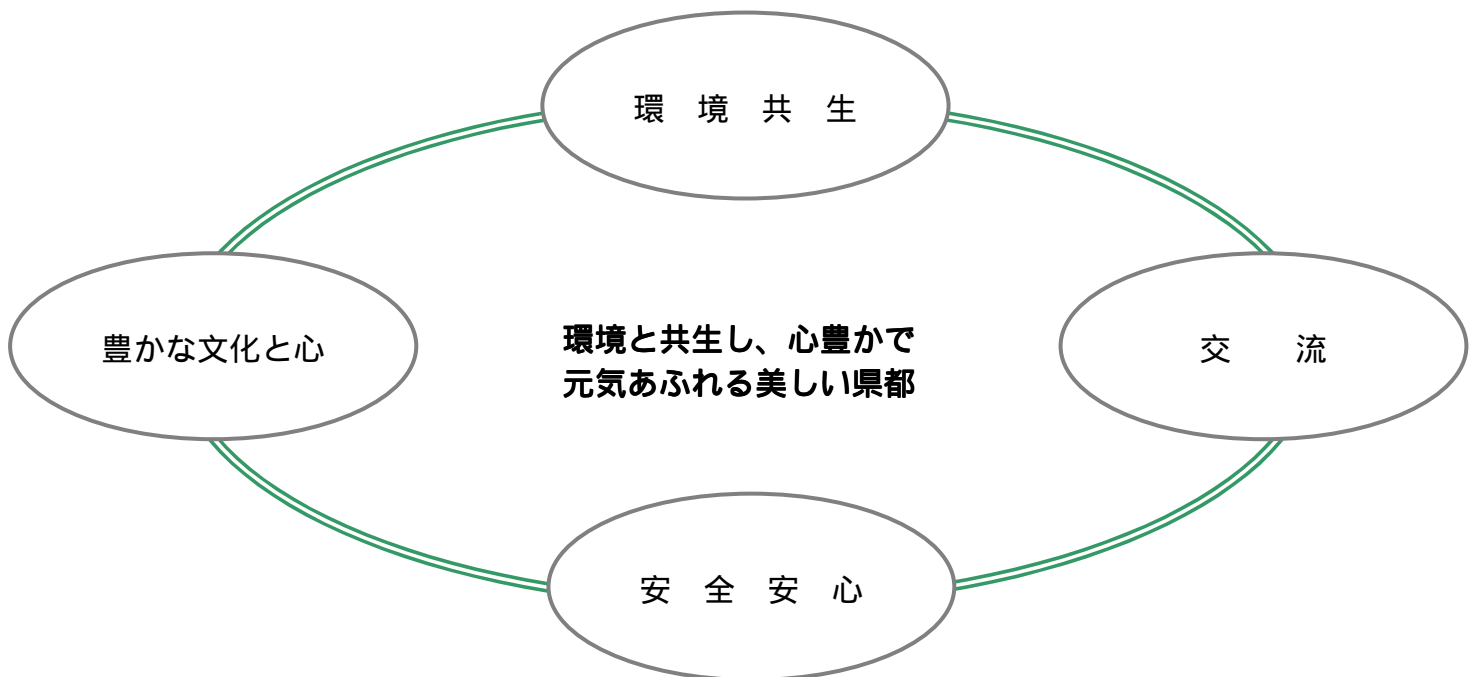 環 境 共 生
豊かな文化と心
環境と共生し、心豊かで
元気あふれる美しい県都
交 流
安 全 安 心